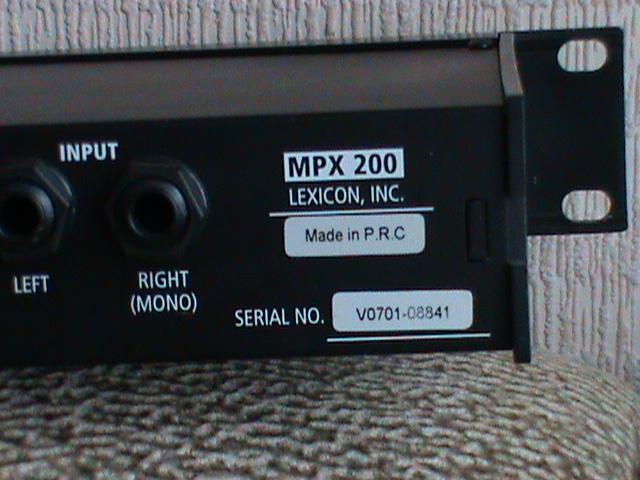 INPUT
LEFT
RIGHT
(MONO)
MPX 200
LEXICON, INC.
Made in P.R.C
SERIAL NO. V0701-08841